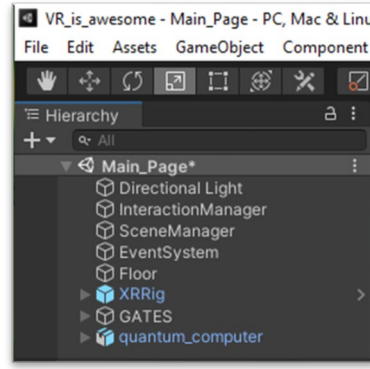 VR_is_awesome - Main_Page - PC, Mac & Linu
File Edit Assets GameObject Component
Hierarchy
All
Main_Page*
Directional Light
InteractionManager
SceneManager
EventSystem
Floor
XRRig
GATES
quantum_computer